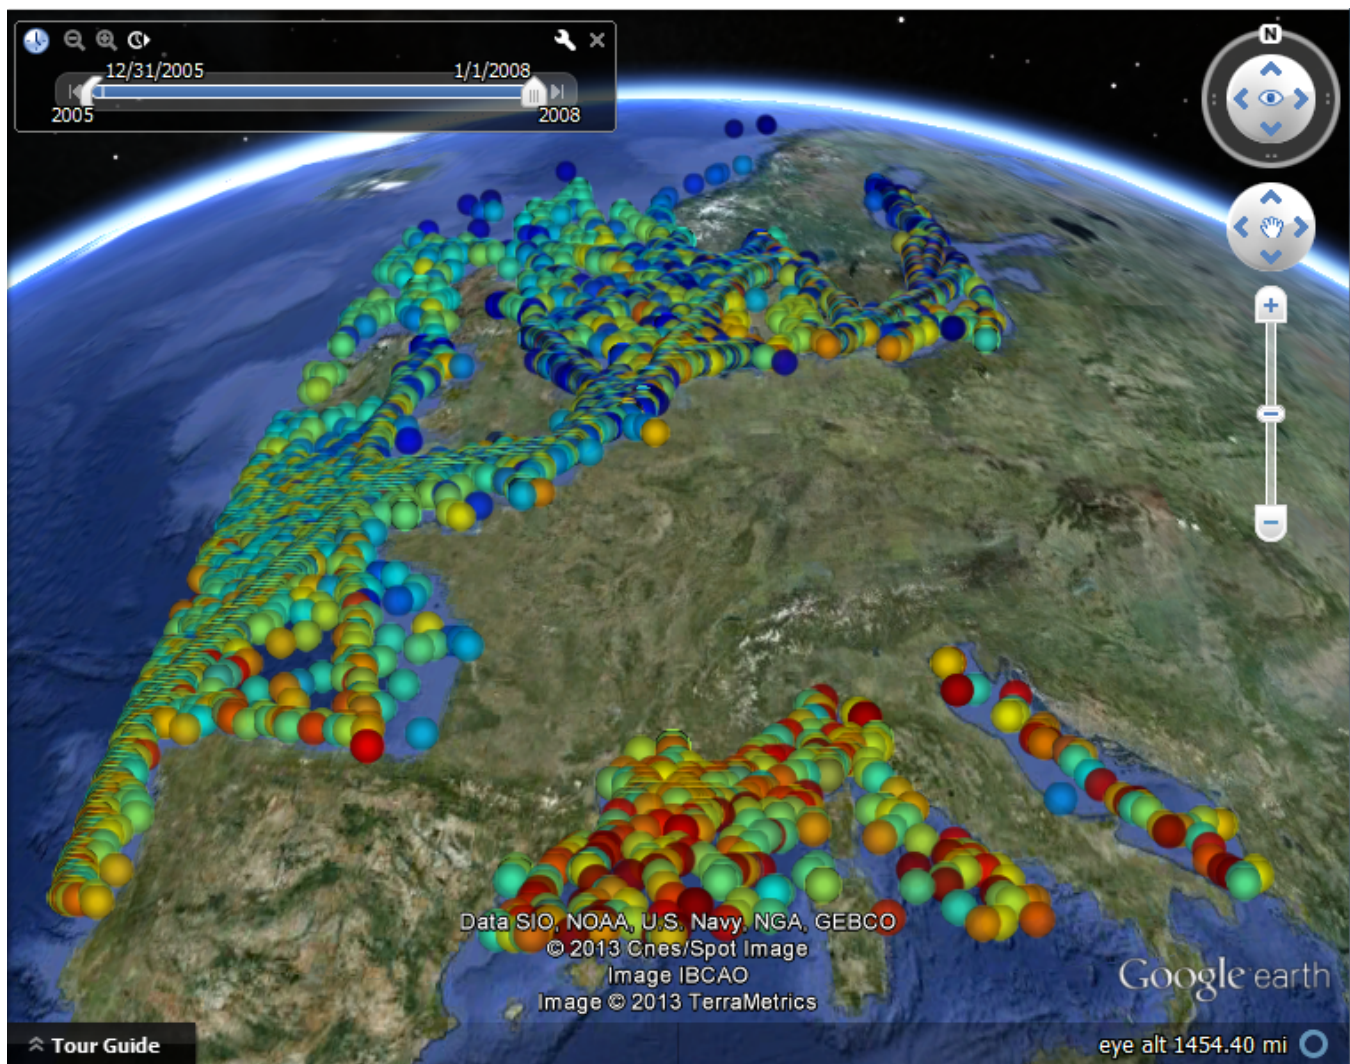 12/31/2005
1/1/2008
2005
2008
N
Data SIO, NOAA, U.S. Navy, NGA, GEBCO
© 2013 Cnes/Spot Image
Image IBCAO
Image © 2013 TerraMetrics
Google earth
Tour Guide
eye alt 1454.40 mi